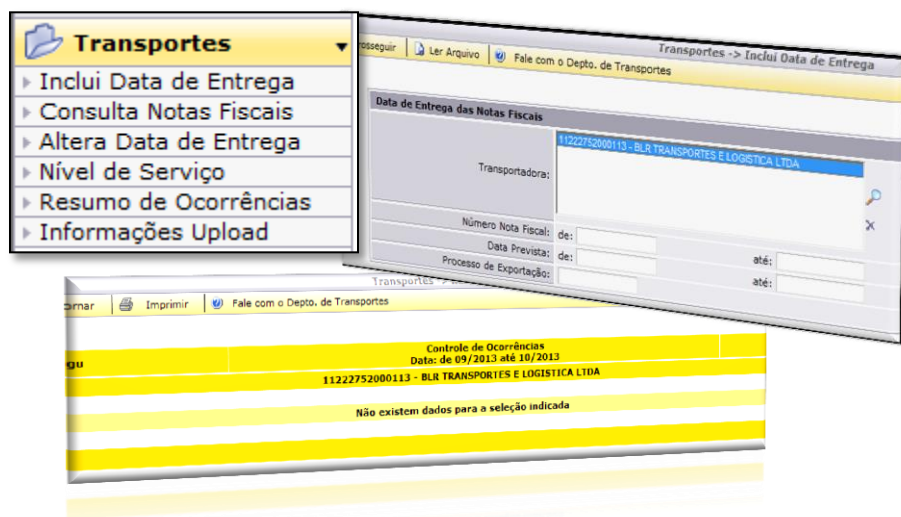 Transportes
Inclui Data de Entrega
Consulta Notas Fiscais
Altera Data de Entrega
Nível de Serviço
Resumo de Ocorrências
Informações Upload
Transportes -> Inclui Data de Entrega
Ler Arquivo Fale com o Depto. de Transportes
Data de Entrega das Notas Fiscais
Transportadora: 11222752000113 - BLR TRANSPORTES E LOGISTICA LTDA
Número Nota Fiscal: de: até:
Data Prevista: de: até:
Processo de Exportação:
Transportes
Imprimir Fale com o Depto. de Transportes
Controle de Ocorrências
Data: de 09/2013 até 10/2013
11222752000113 - BLR TRANSPORTES E LOGISTICA LTDA
Não existem dados para a seleção indicada